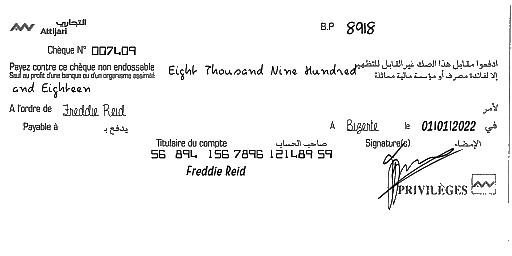 التجاري
Attijari
B.P 8918
Chèque N° 007409
Payez contre ce chèque non endossable
Sauf au profit d'une banque ou d'un organisme assimilé
Eight Thousand Nine Hundred
ادفعوا مقابل هذا الصك غير القابل للتظهير
إلا لفائدة مصرف أو مؤسسة مالية مماثلة
and Eighteen
A l'ordre de Freddie Reid
لأمر
Payable à
يدفع بـ
A Bizerte le 01/01/2022 في
Titulaire du compte صاحب الحساب
Signature(s) الإمضاء
56 894 156 7896 121489 59
Freddie Reid
PRIVILÈGES